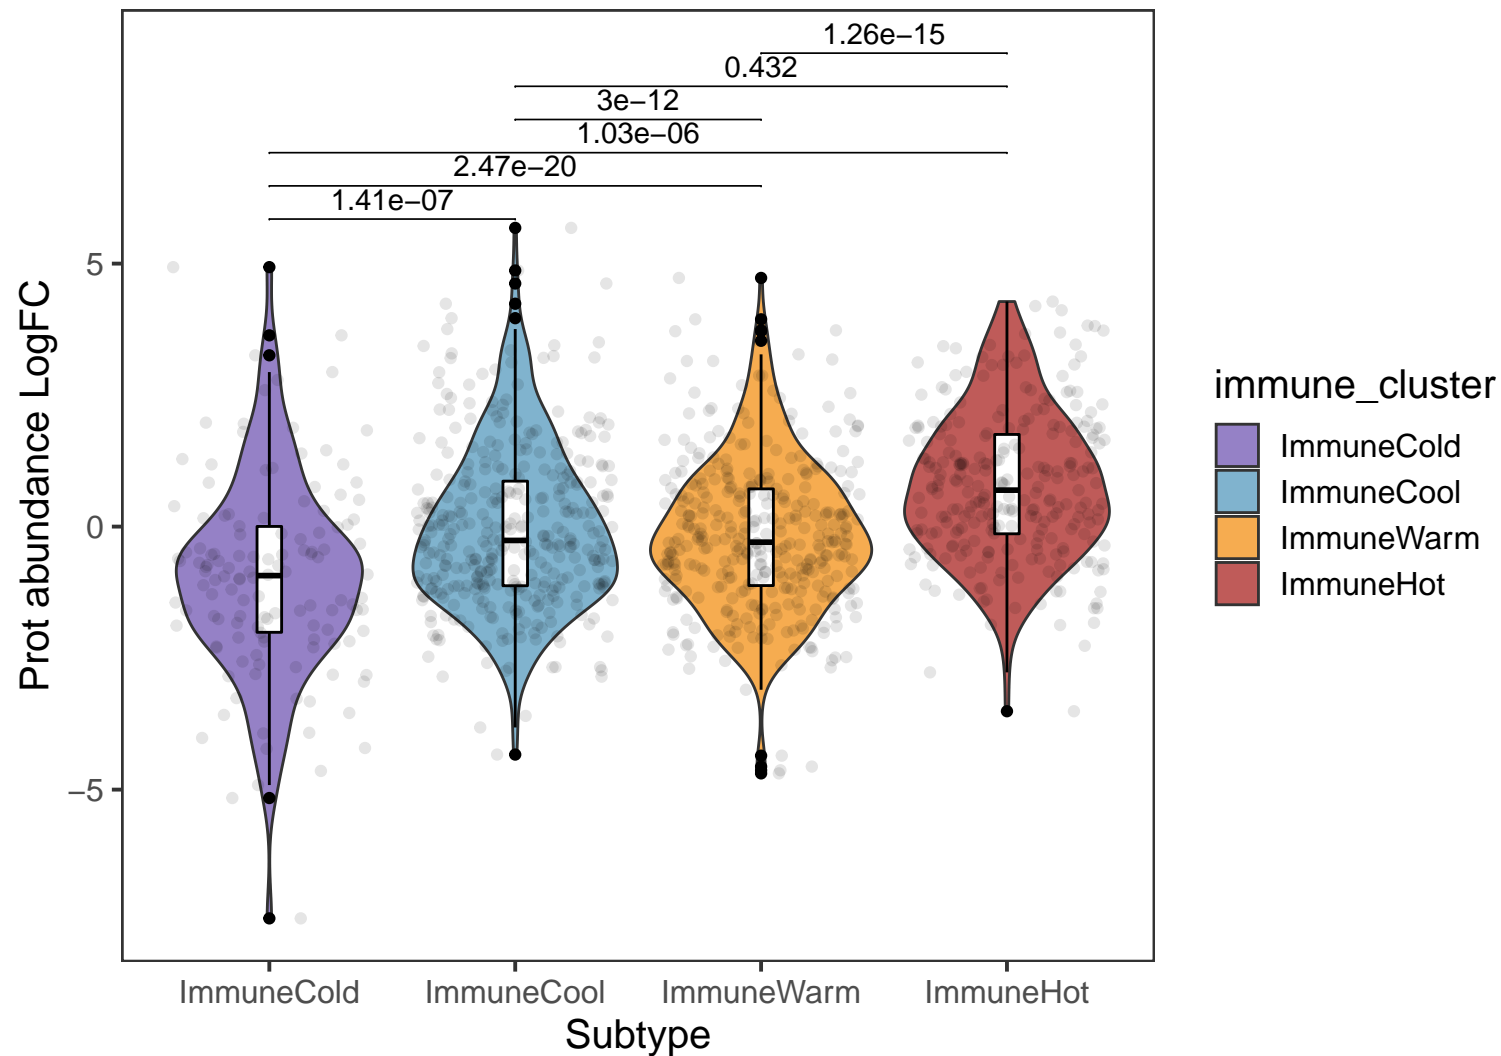 1.26e−15
0.432
3e−12
1.03e−06
2.47e−20
1.41e−07
5
0
−5
Prot abundance LogFC
ImmuneCold
ImmuneCool
ImmuneWarm
ImmuneHot
Subtype
immune_cluster
ImmuneCold
ImmuneCool
ImmuneWarm
ImmuneHot